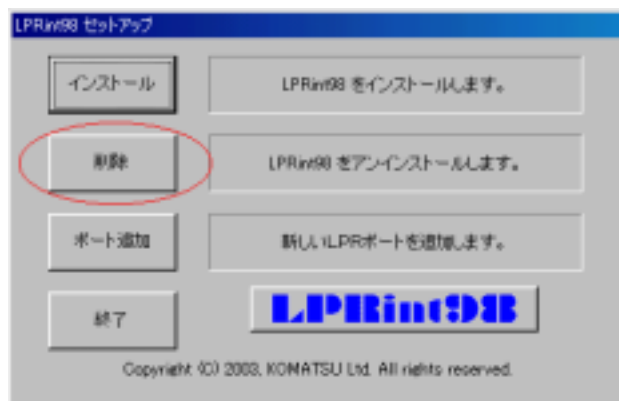 LPRint98 セットアップ
インストール
LPRint98 をインストールします。
削除
LPRint98 をアンインストールします。
ポート追加
新しいLPRポートを追加します。
終了
LPRint98
Copyright (C) 2003, KOMATSU Ltd. All rights reserved.